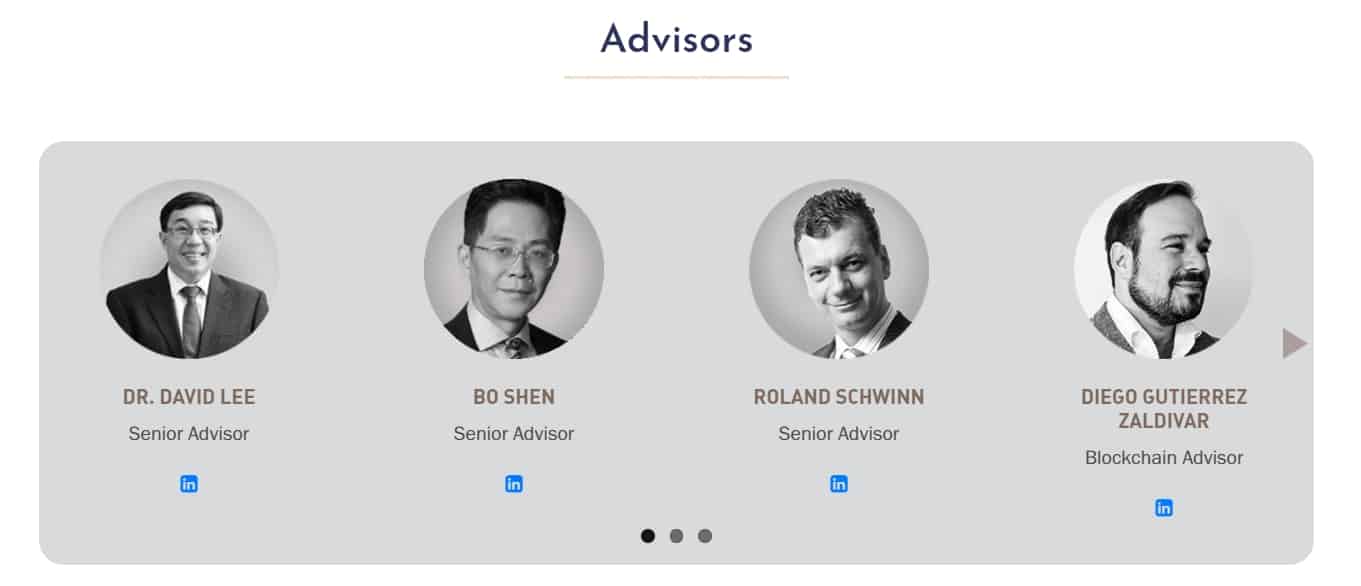 Advisors
DR. DAVID LEE
Senior Advisor
in
BO SHEN
Senior Advisor
in
ROLAND SCHWINN
Senior Advisor
in
DIEGO GUTIERREZ
ZALDIVAR
Blockchain Advisor
in